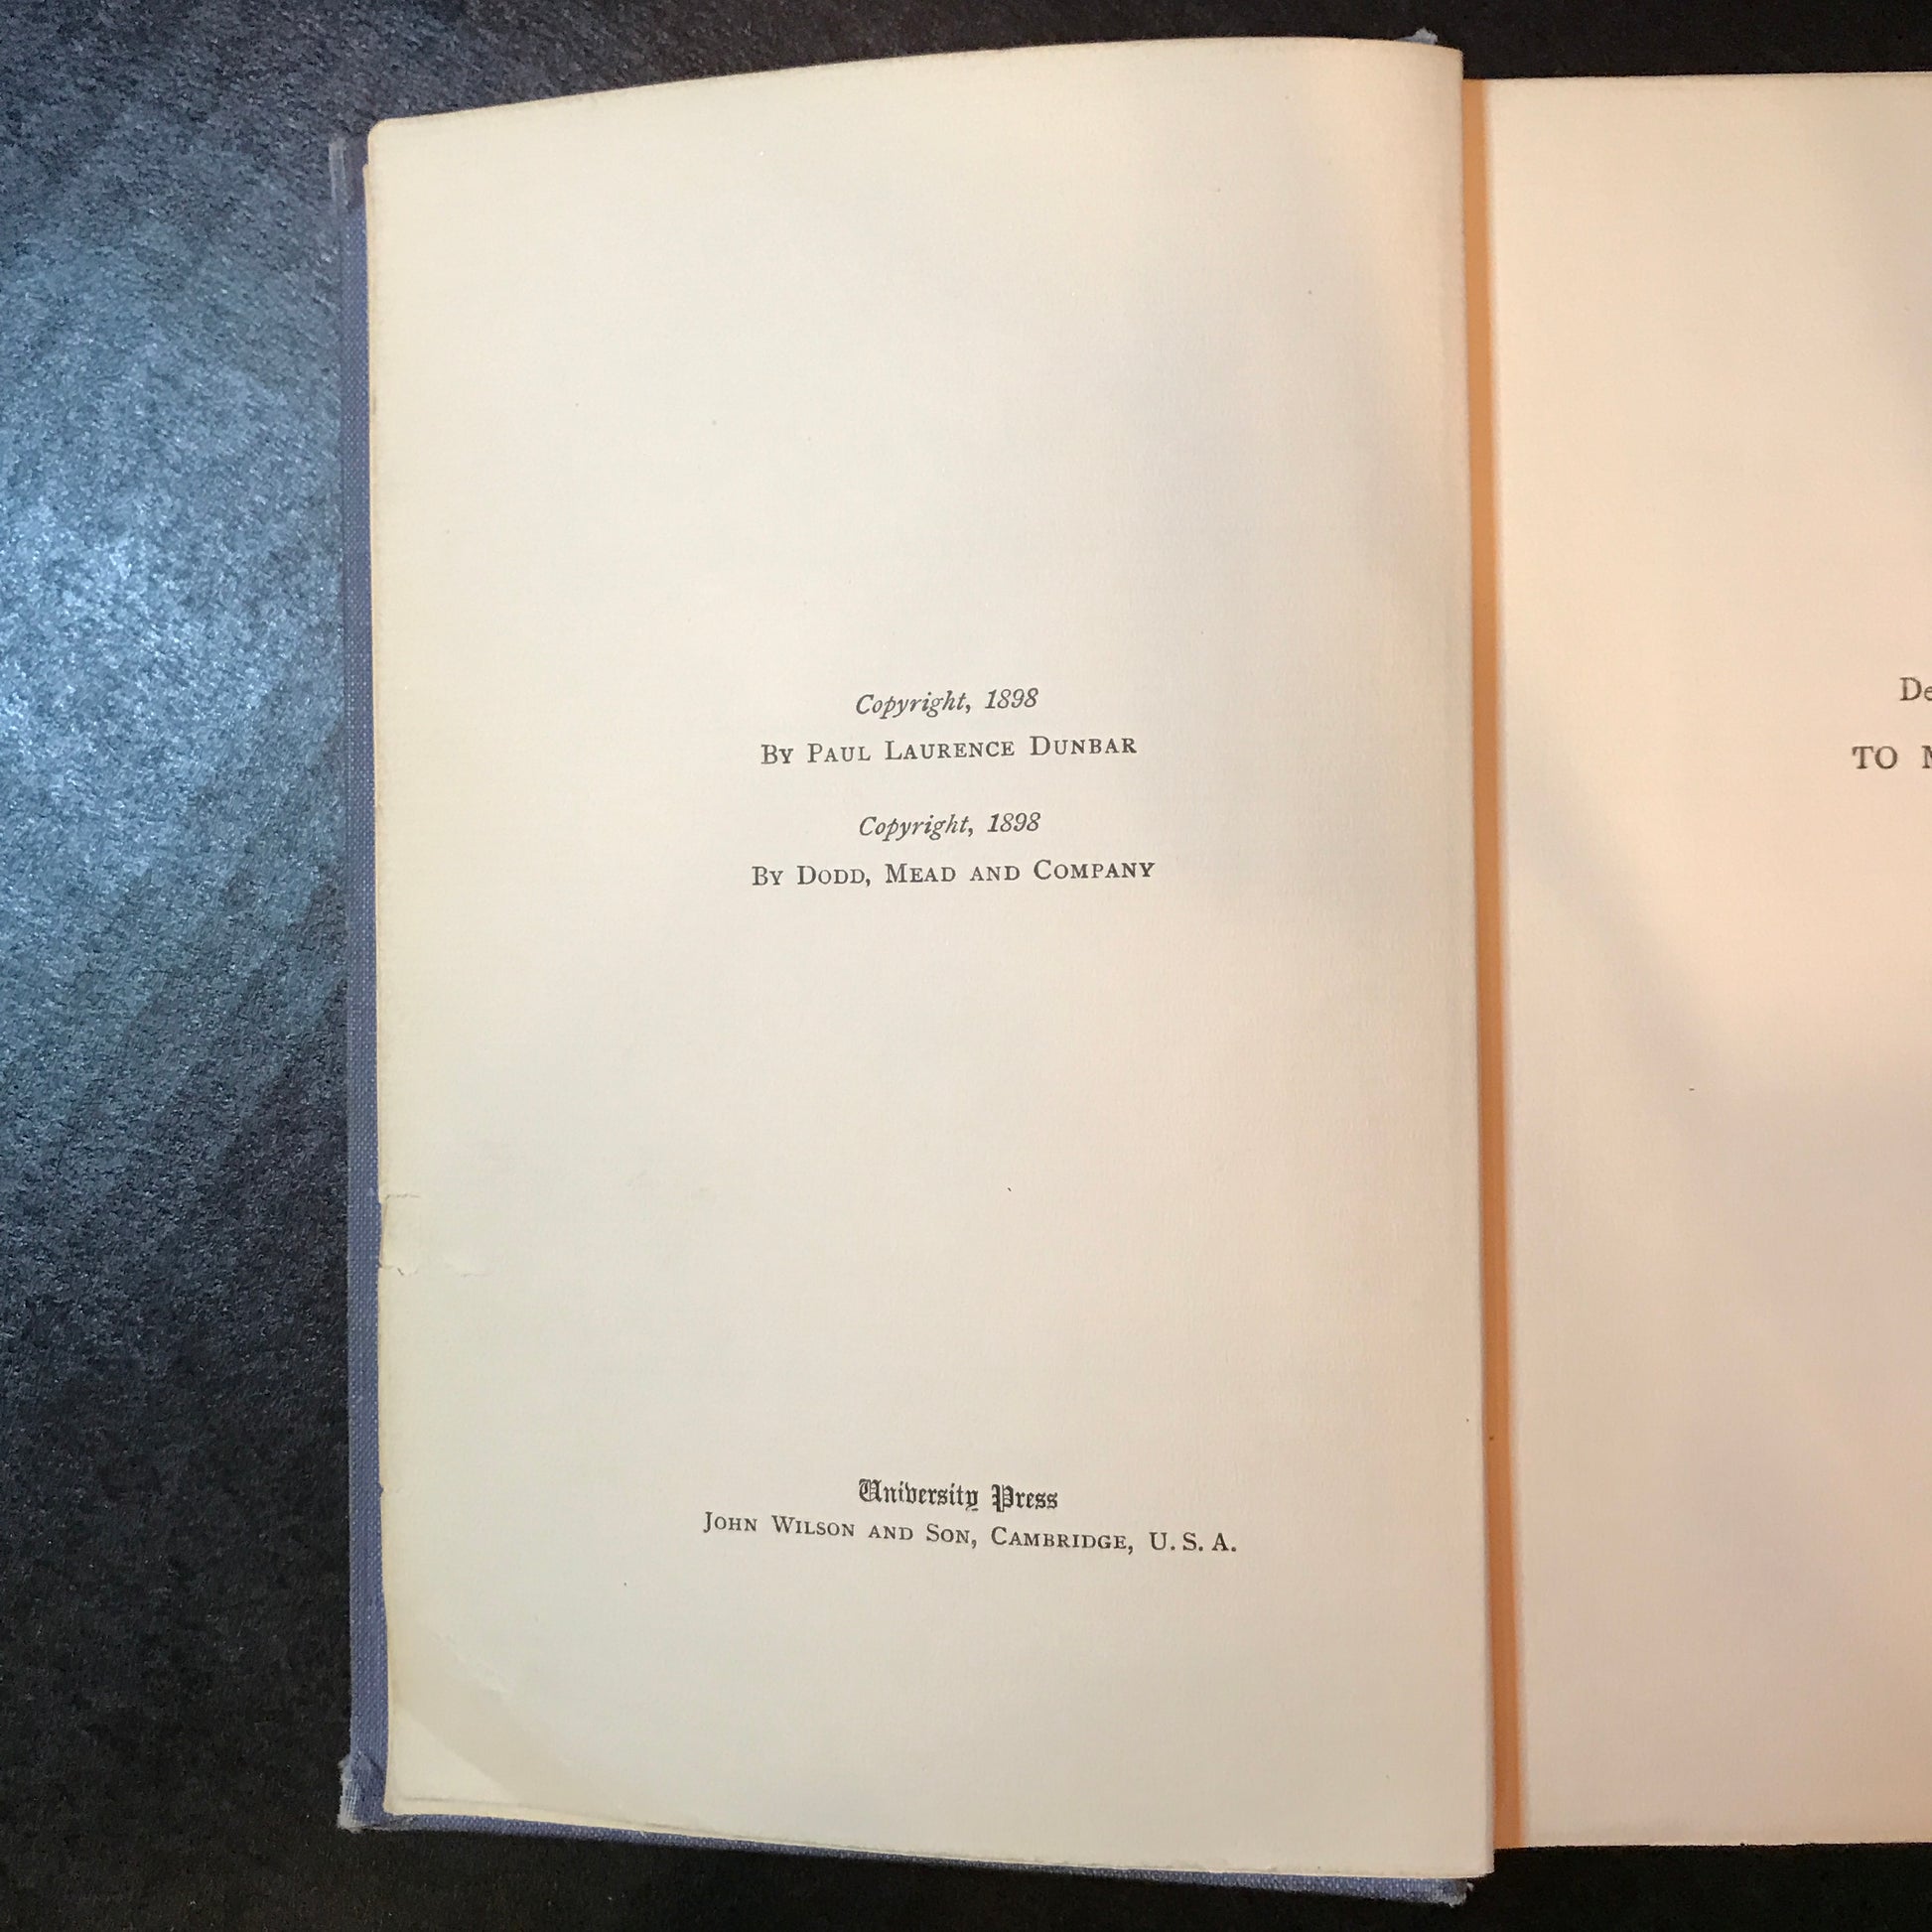 Copyright, 1898
By Paul Laurence Dunbar
Copyright, 1898
By Dodd, Mead and Company
University Press
John Wilson and Son, Cambridge, U. S. A.
De
TO